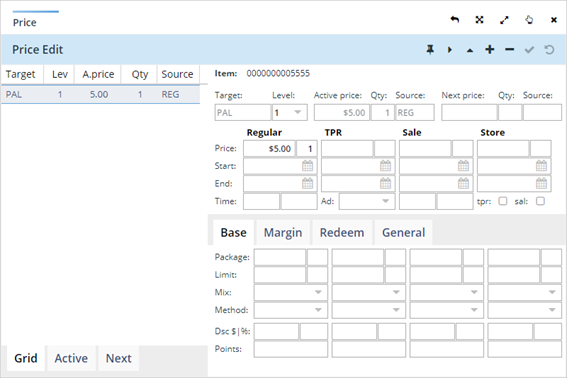 Price
Price Edit
Target Lev A.price Qty Source
PAL 1 5.00 1 REG
Grid Active Next
Item: 0000000005555
Target: Level: Active price: Qty: Source: Next price: Qty: Source:
PAL 1 $5.00 1 REG
Regular TPR Sale Store
Price: $5.00 1
Start:
End:
Time: Ad: tpr: sal:
Base Margin Redeem General
Package:
Limit:
Mix:
Method:
Dsc $|%:
Points: